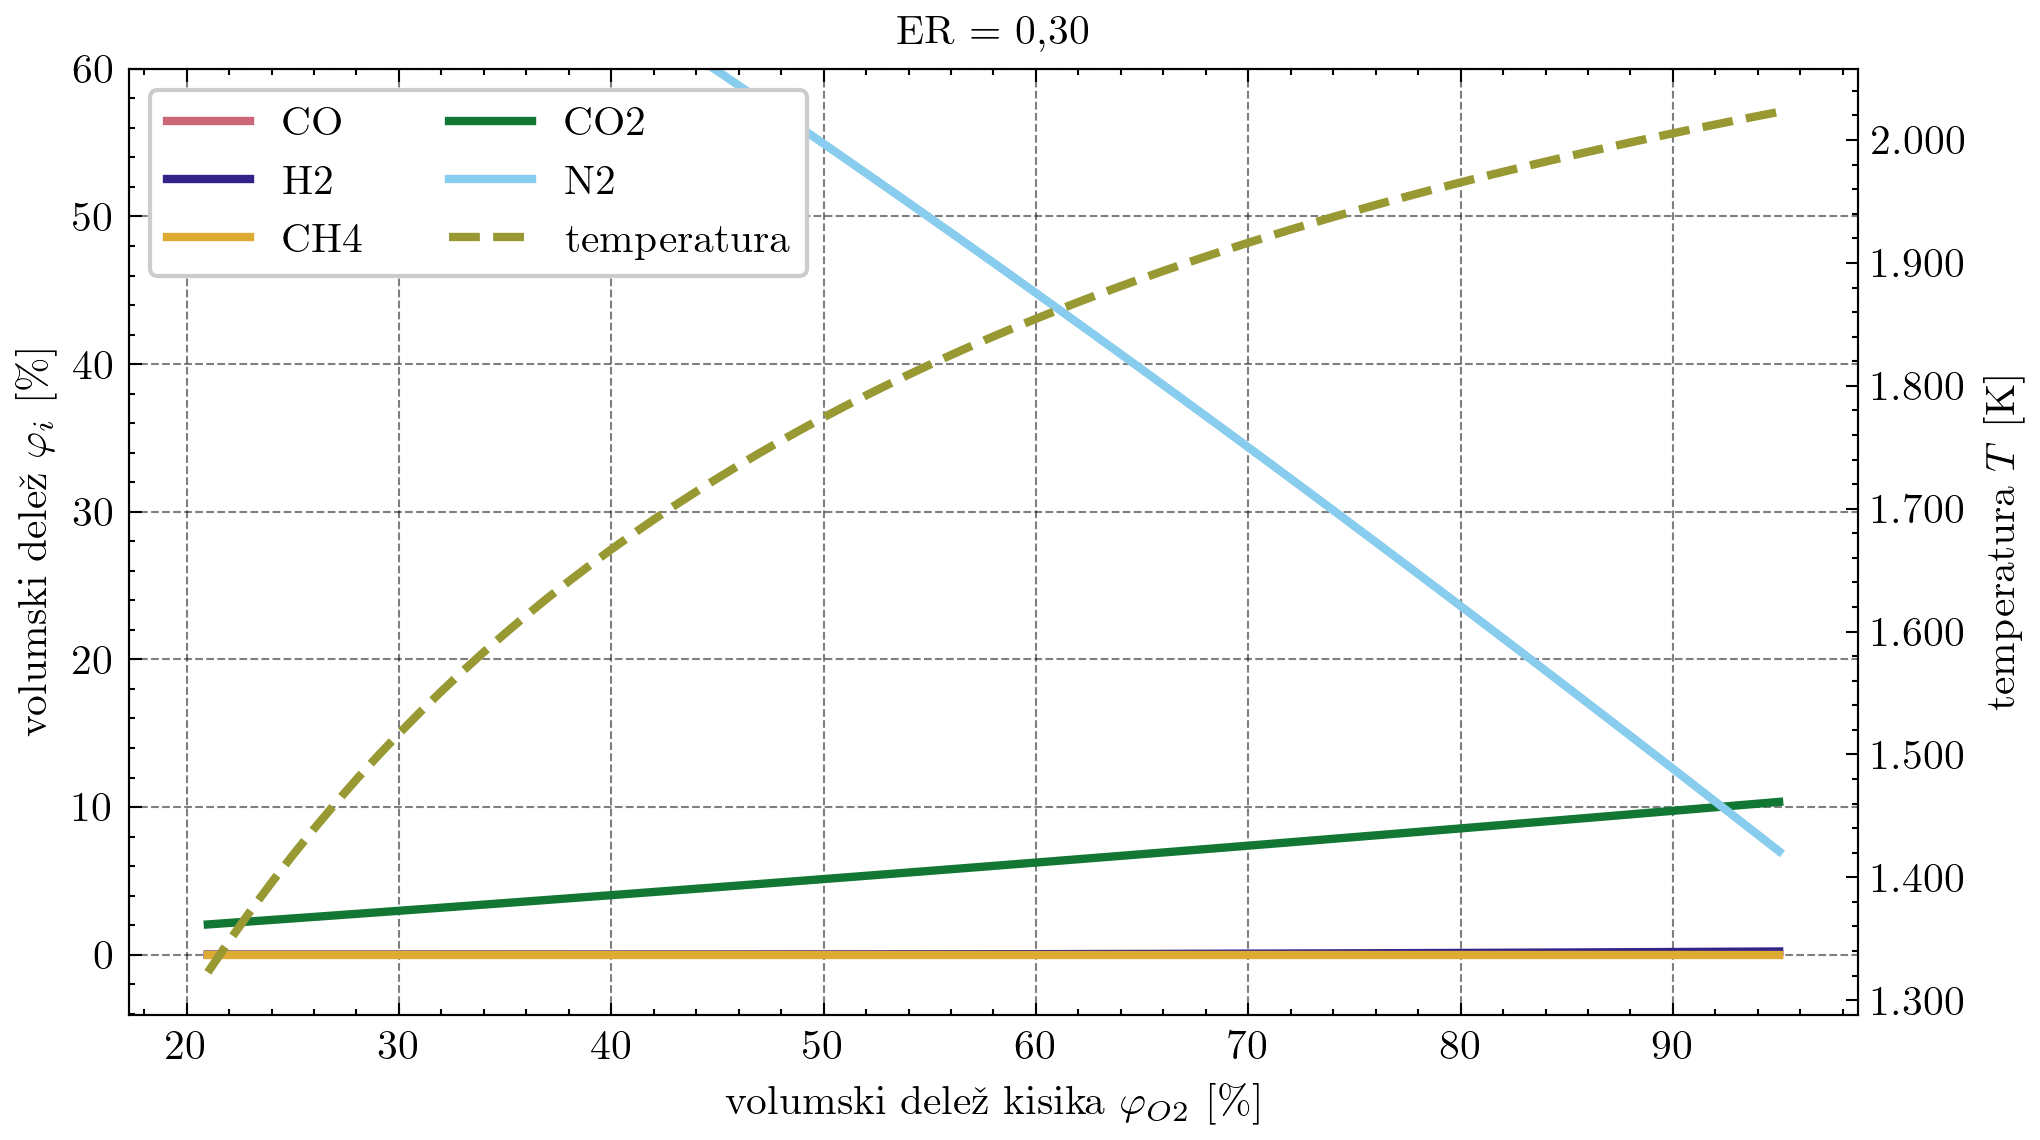 ER = 0,30
CO
H2
CH4
CO2
N2
temperatura
60
50
40
30
20
10
0
volumski delež φi [%]
2.000
1.900
1.800
1.700
1.600
1.500
1.400
1.300
temperatura T [K]
20 30 40 50 60 70 80 90
volumski delež kisika φO2 [%]